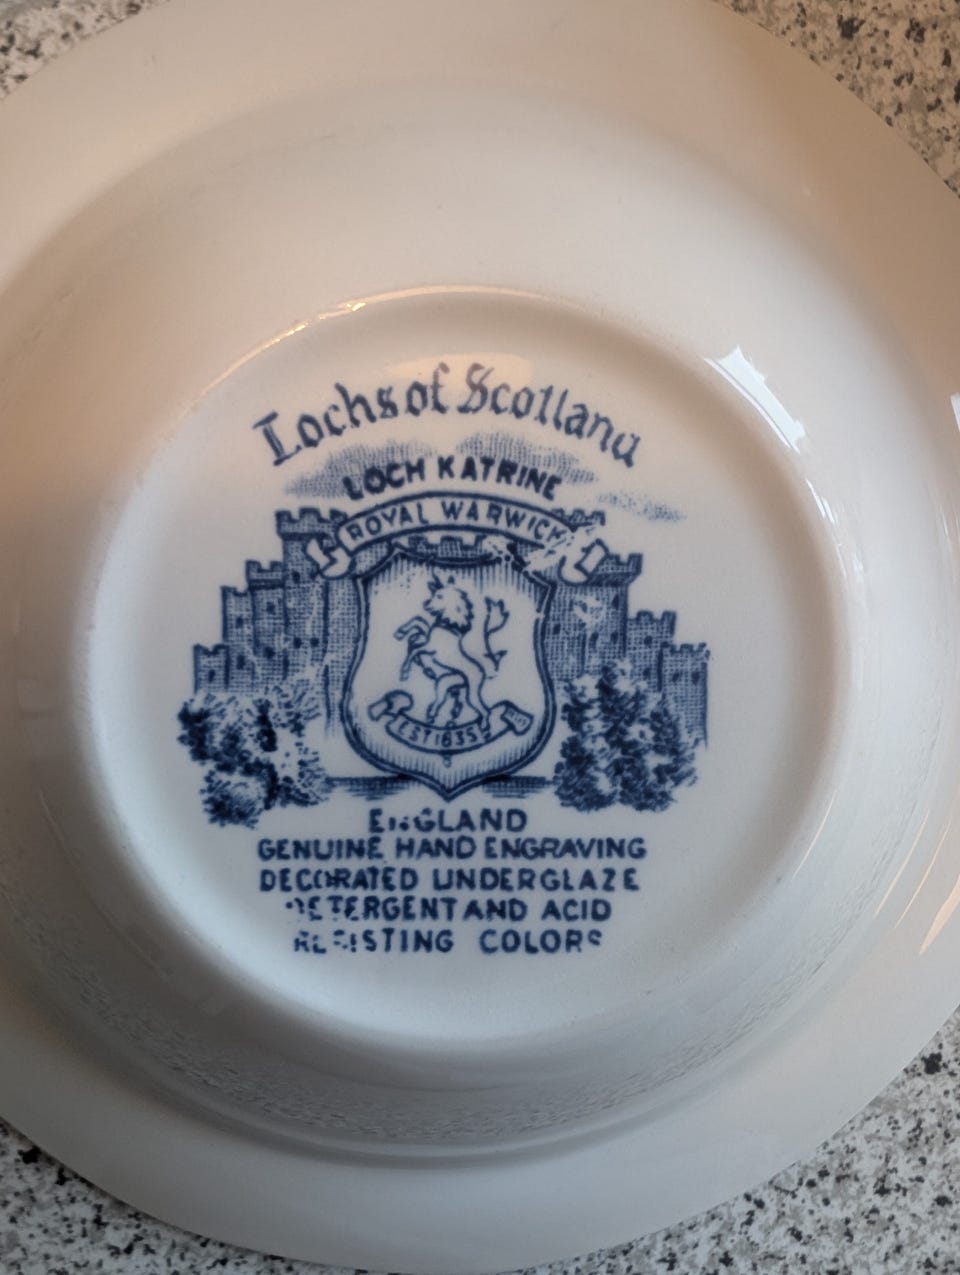 Lochs of Scotland
LOCH KATRINE
ROYAL WARWICK
EST 1635
ENGLAND
GENUINE HAND ENGRAVING
DECORATED UNDERGLAZE
DETERGENT AND ACID
RESISTING COLORS